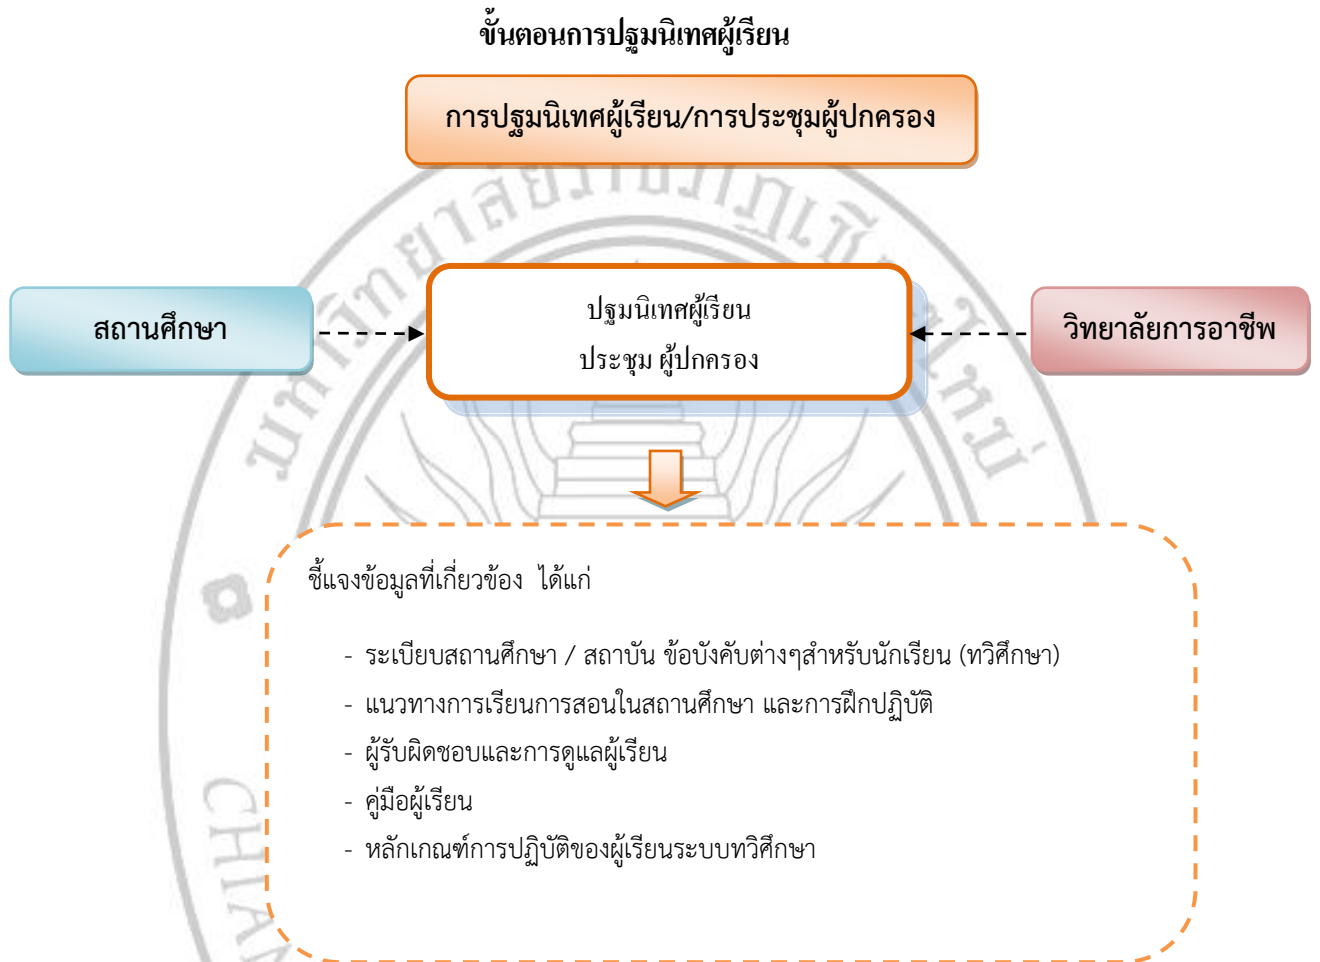 ขั้นตอนการปฐมนิเทศผู้เรียน
การปฐมนิเทศผู้เรียน/การประชุมผู้ปกครอง
สถานศึกษา
ปฐมนิเทศผู้เรียน
ประชุม ผู้ปกครอง
วิทยาลัยการอาชีพ
ชี้แจงข้อมูลที่เกี่ยวข้อง ได้แก่
- ระเบียบสถานศึกษา / สถาบัน ข้อบังคับต่างๆสำหรับนักเรียน (ทวิศึกษา)
- แนวทางการเรียนการสอนในสถานศึกษา และการฝึกปฏิบัติ
- ผู้รับผิดชอบและการดูแลผู้เรียน
- คู่มือผู้เรียน
- หลักเกณฑ์การปฏิบัติของผู้เรียนระบบทวิศึกษา